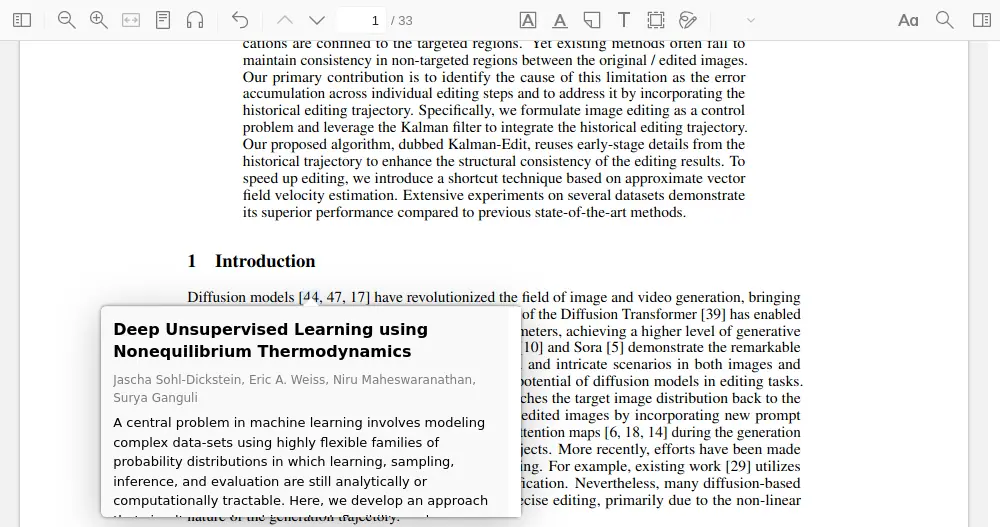 1 / 33
A A T Aa
cations are confined to the targeted regions. Yet existing methods often fail to
maintain consistency in non-targeted regions between the original / edited images.
Our primary contribution is to identify the cause of this limitation as the error
accumulation across individual editing steps and to address it by incorporating the
historical editing trajectory. Specifically, we formulate image editing as a control
problem and leverage the Kalman filter to integrate the historical editing trajectory.
Our proposed algorithm, dubbed Kalman-Edit, reuses early-stage details from the
historical trajectory to enhance the structural consistency of the editing results. To
speed up editing, we introduce a shortcut technique based on approximate vector
field velocity estimation. Extensive experiments on several datasets demonstrate
its superior performance compared to previous state-of-the-art methods.
1 Introduction
Diffusion models [44, 47, 17] have revolutionized the field of image and video generation, bringing
of the Diffusion Transformer [39] has enabled
meters, achieving a higher level of generative
[10] and Sora [5] demonstrate the remarkable
and intricate scenarios in both images and
potential of diffusion models in editing tasks.
ches the target image distribution back to the
edited images by incorporating new prompt
ttention maps [6, 18, 14] during the generation
jects. More recently, efforts have been made
ing. For example, existing work [29] utilizes
fication. Nevertheless, many diffusion-based
cise editing, primarily due to the non-linear
nature of the generation trajectory.
Deep Unsupervised Learning using
Nonequilibrium Thermodynamics
Jascha Sohl-Dickstein, Eric A. Weiss, Niru Maheswaranathan,
Surya Ganguli
A central problem in machine learning involves modeling
complex data-sets using highly flexible families of
probability distributions in which learning, sampling,
inference, and evaluation are still analytically or
computationally tractable. Here, we develop an approach